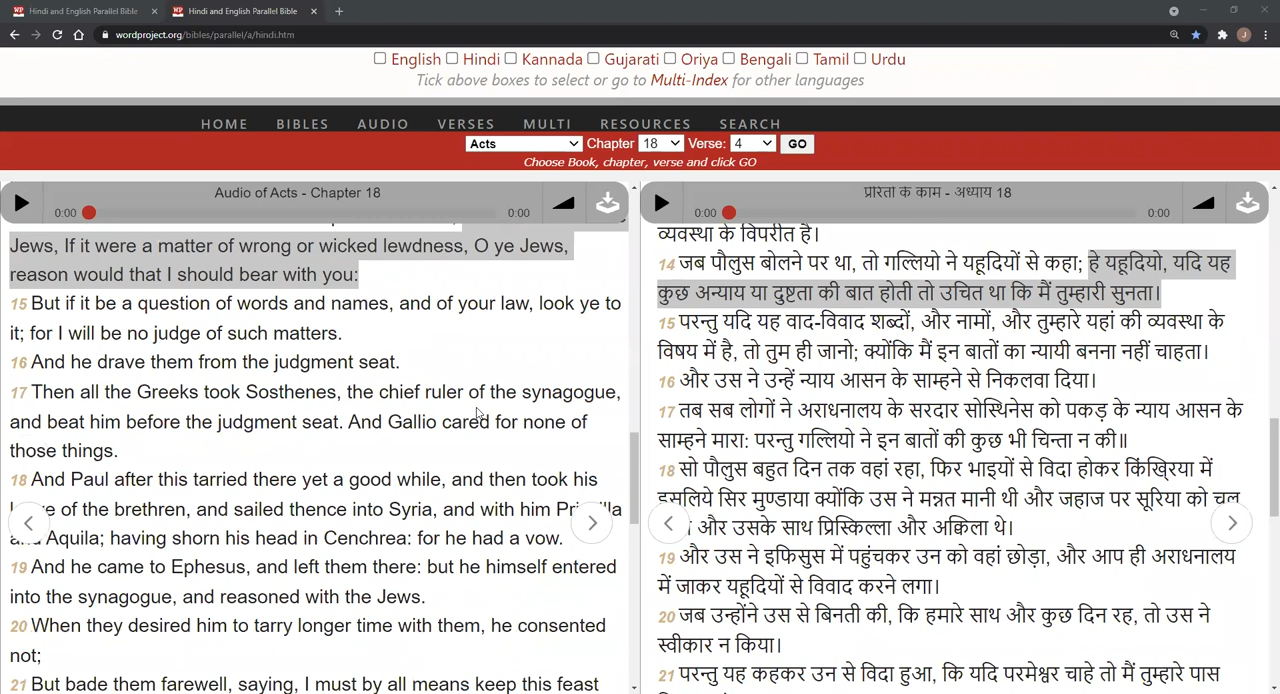 Hindi and English Parallel Bible
Hindi and English Parallel Bible
wordproject.org/bibles/parallel/a/hindi.htm
English Hindi Kannada Gujarati Oriya Bengali Tamil Urdu
Tick above boxes to select or go to Multi-Index for other languages
HOME BIBLES AUDIO VERSES MULTI RESOURCES SEARCH
Acts Chapter 18 Verse: 4 GO
Choose Book, chapter, verse and click GO
Audio of Acts - Chapter 18
0:00 0:00
Jews, If it were a matter of wrong or wicked lewdness, O ye Jews,
reason would that I should bear with you:
15 But if it be a question of words and names, and of your law, look ye to
it; for I will be no judge of such matters.
16 And he drave them from the judgment seat.
17 Then all the Greeks took Sosthenes, the chief ruler of the synagogue,
and beat him before the judgment seat. And Gallio cared for none of
those things.
18 And Paul after this tarried there yet a good while, and then took his
of the brethren, and sailed thence into Syria, and with him
Aquila; having shorn his head in Cenchrea: for he had a vow.
19 And he came to Ephesus, and left them there: but he himself entered
into the synagogue, and reasoned with the Jews.
20 When they desired him to tarry longer time with them, he consented
not;
21 But bade them farewell, saying, I must by all means keep this feast
प्रेरितों के काम - अध्याय 18
0:00 0:00
व्यवस्था के विपरीत है।
14 जब पौलुस बोलने पर था, तो गल्लियो ने यहूदियों से कहा; हे यहूदियो, यदि यह
कुछ अन्याय या दुष्टता की बात होती तो उचित था कि मैं तुम्हारी सुनता।
15 परन्तु यदि यह वाद-विवाद शब्दों, और नामों, और तुम्हारे यहां की व्यवस्था के
विषय में है, तो तुम ही जानो; क्योंकि मैं इन बातों का न्यायी बनना नहीं चाहता।
16 और उस ने उन्हें न्याय आसन के साम्हने से निकलवा दिया।
17 तब सब लोगों ने अराधनालय के सरदार सोस्थिनेस को पकड़ के न्याय आसन के
साम्हने मारा: परन्तु गल्लियो ने इन बातों की कुछ भी चिन्ता न की॥
18 सो पौलुस बहुत दिन तक वहां रहा, फिर भाइयों से विदा होकर किंख्रिया में
इसलिये सिर मुण्डाया क्योंकि उस ने मन्नत मानी थी और जहाज पर सूरिया को चल
और उसके साथ प्रिस्किल्ला और अक्विला थे।
19 और उस ने इफिसुस में पहुंचकर उन को वहां छोड़ा, और आप ही अराधनालय
में जाकर यहूदियों से विवाद करने लगा।
20 जब उन्होंने उस से बिनती की, कि हमारे साथ और कुछ दिन रह, तो उस ने
स्वीकार न किया।
21 परन्तु यह कहकर उन से विदा हुआ, कि यदि परमेश्वर चाहे तो मैं तुम्हारे पास